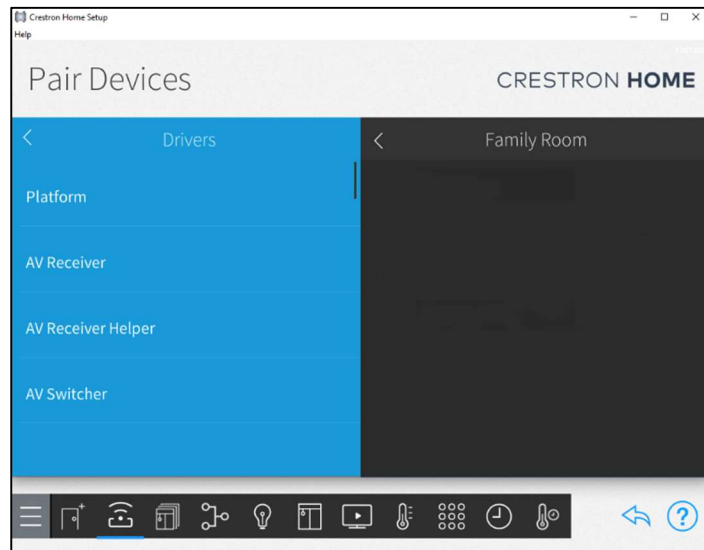 Crestron Home Setup
Help
Pair Devices
CRESTRON HOME
Drivers
Family Room
Platform
AV Receiver
AV Receiver Helper
AV Switcher
?